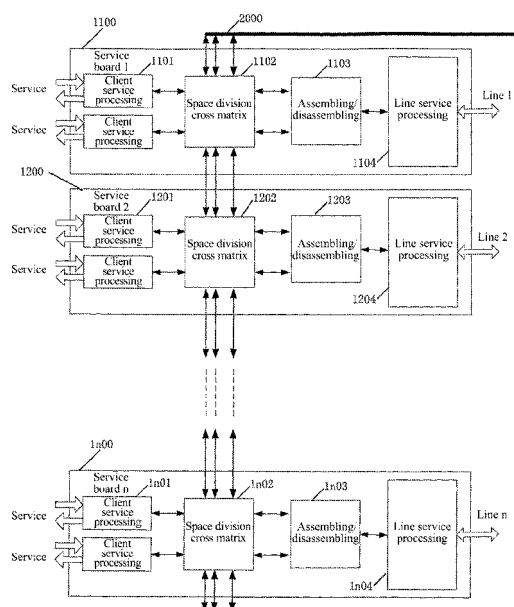 2000
1100
Service
board 1
1101
1102
1103
Service
Client
service
processing
Space division
cross matrix
Assembling/
disassembling
Line service
processing
Line 1
Service
Client
service
processing
1104
1200
Service
board 2
1201
1202
1203
Service
Client
service
processing
Space division
cross matrix
Assembling/
disassembling
Line service
processing
Line 2
Service
Client
service
processing
1204
1n00
Service
board n
1n01
1n02
1n03
Service
Client
service
processing
Space division
cross matrix
Assembling/
disassembling
Line service
processing
Line n
Service
Client
service
processing
1n04